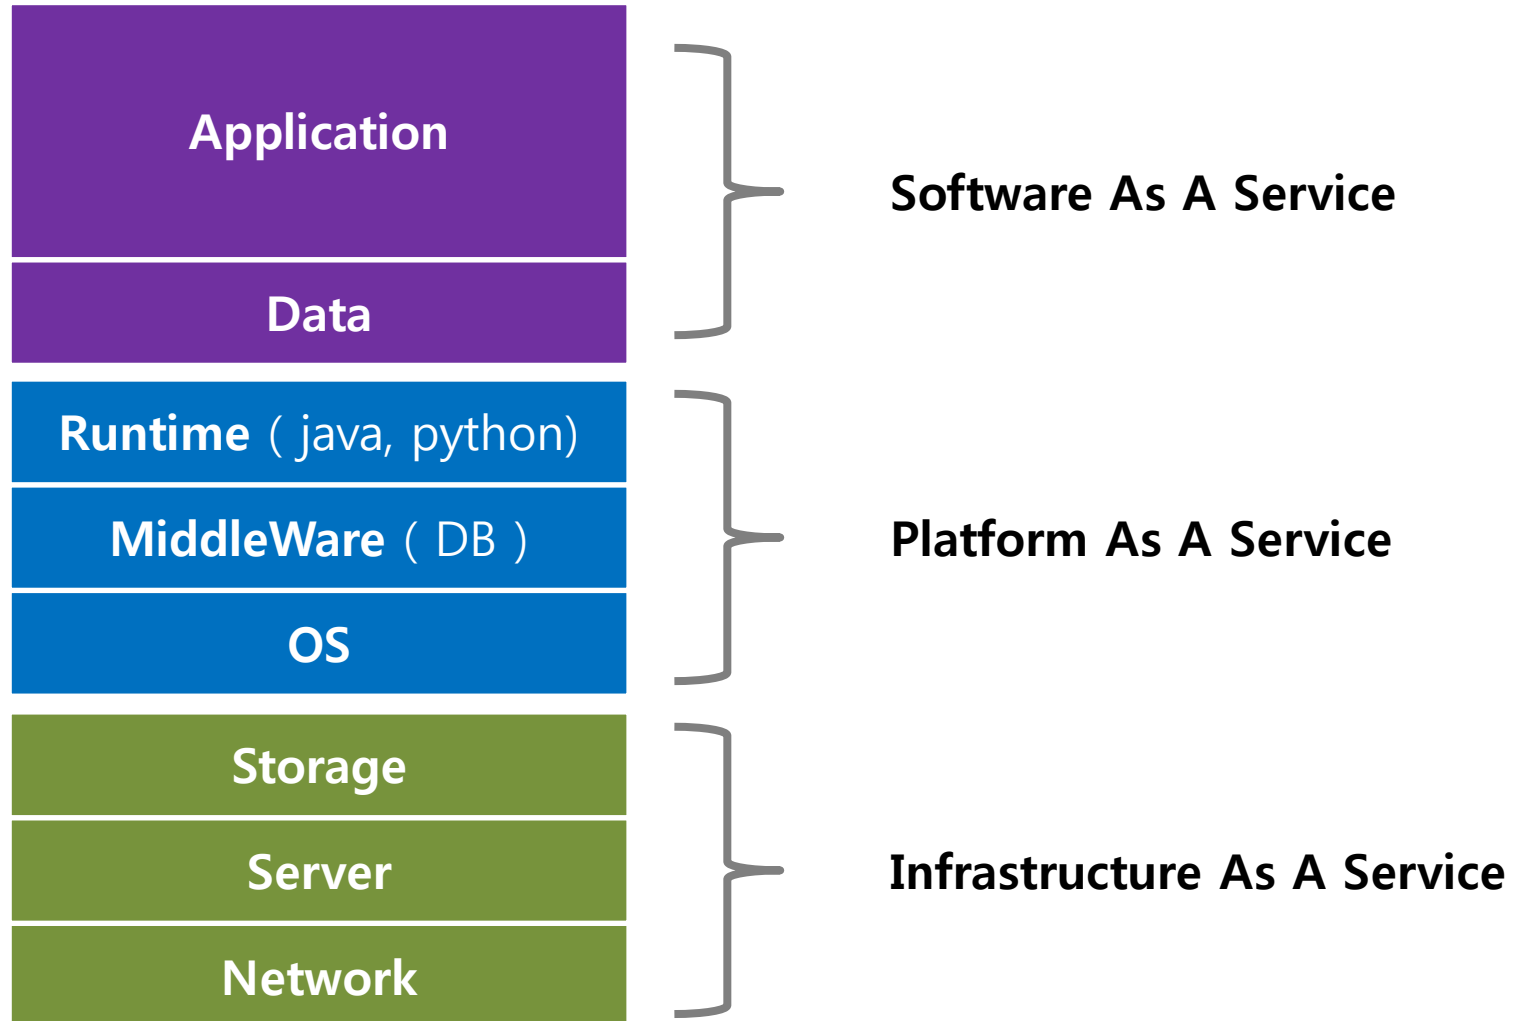 Application
Data
Software As A Service
Runtime ( java, python)
MiddleWare ( DB )
OS
Platform As A Service
Storage
Server
Network
Infrastructure As A Service